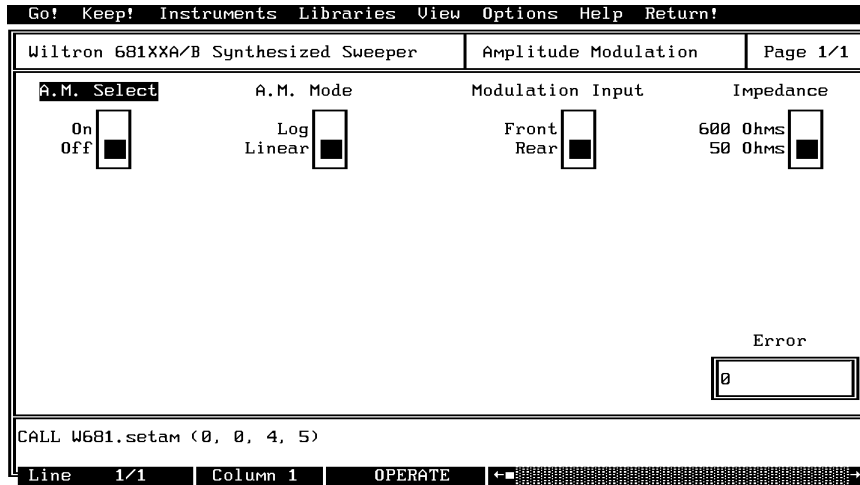 Go! Keep! Instruments Libraries View Options Help Return!
Wiltron 681XXA/B Synthesized Sweeper Amplitude Modulation Page 1/1
A.M. Select A.M. Mode Modulation Input Impedance
On Log Front 600 Ohms
Off Linear Rear 50 Ohms
Error
0
CALL W681.setam (0, 0, 4, 5)
Line 1/1 Column 1 OPERATE